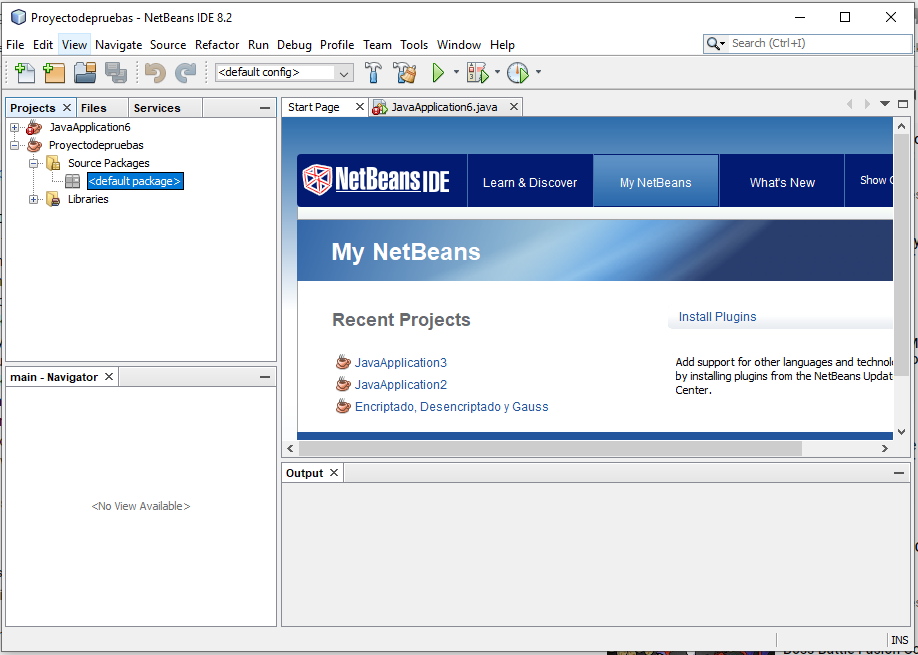 Proyectodepruebas - NetBeans IDE 8.2
File Edit View Navigate Source Refactor Run Debug Profile Team Tools Window Help
Search (Ctrl+I)
<default config>
Projects Files Services
JavaApplication6
Proyectodepruebas
Source Packages
<default package>
Libraries
main - Navigator
<No View Available>
Start Page JavaApplication6.java
NetBeans IDE Learn & Discover My NetBeans What's New Show
My NetBeans
Recent Projects
JavaApplication3
JavaApplication2
Encriptado, Desencriptado y Gauss
Install Plugins
Add support for other languages and technol
by installing plugins from the NetBeans Updat
Center.
Output
INS